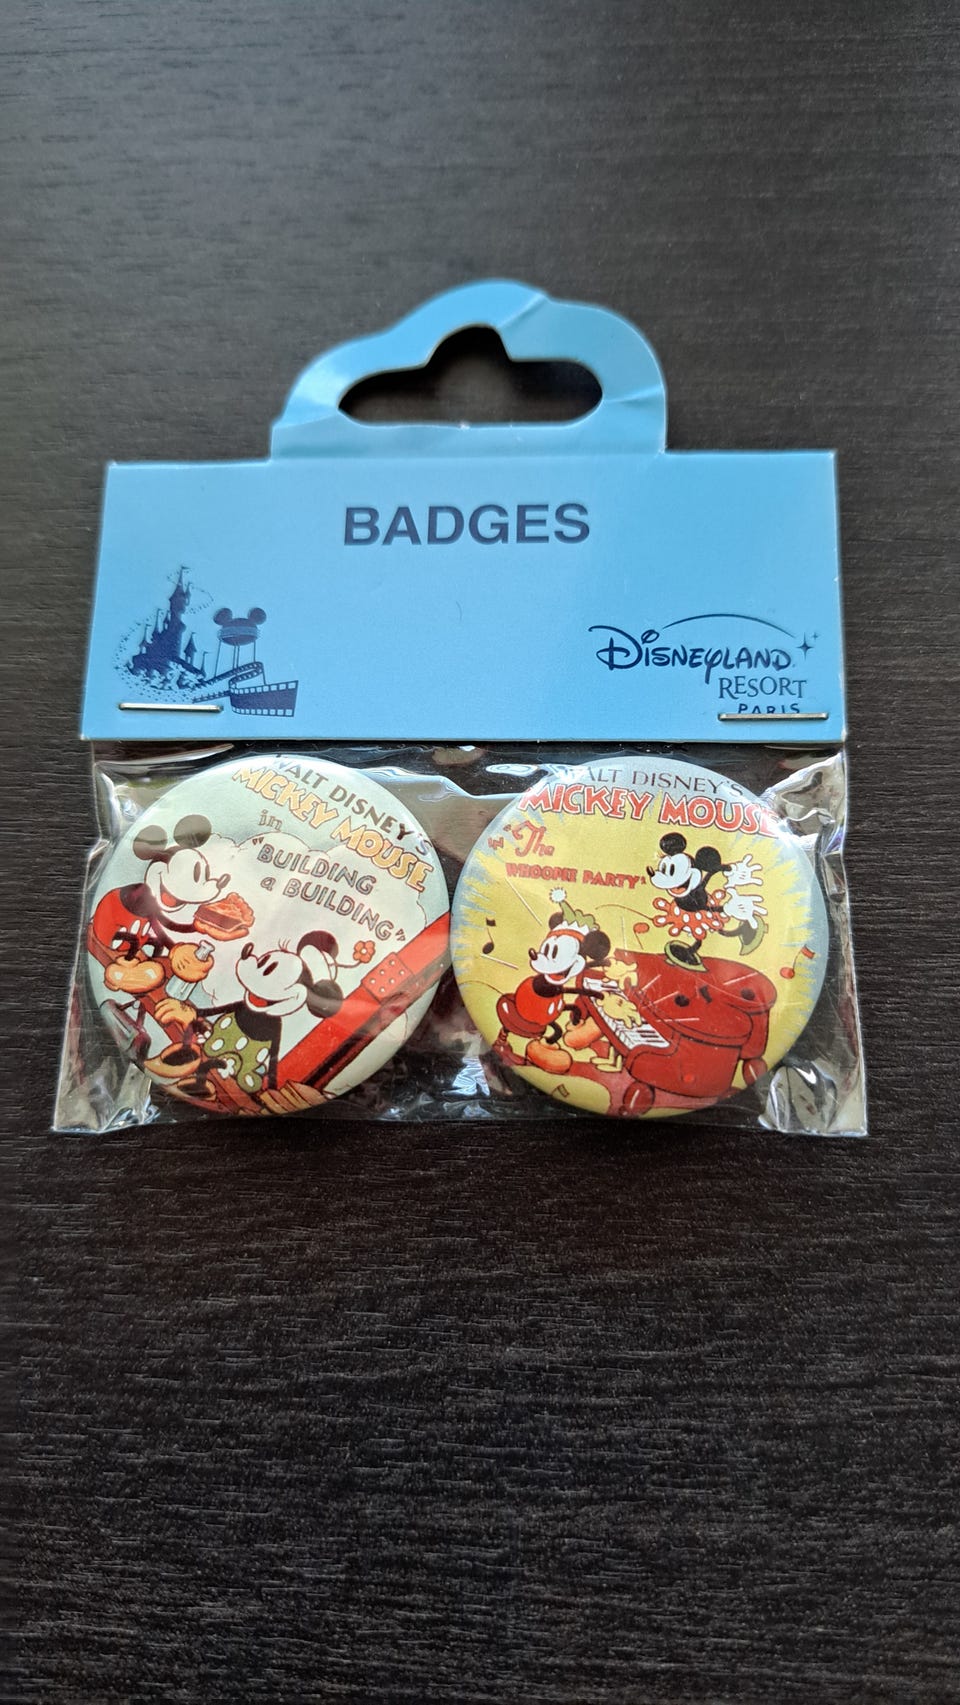 BADGES
DISNEYLAND
RESORT
PARIS
WALT DISNEY'S
MICKEY MOUSE
in
"BUILDING
a BUILDING"
WALT DISNEY'S
MICKEY MOUSE
"The
WHOOPEE PARTY"